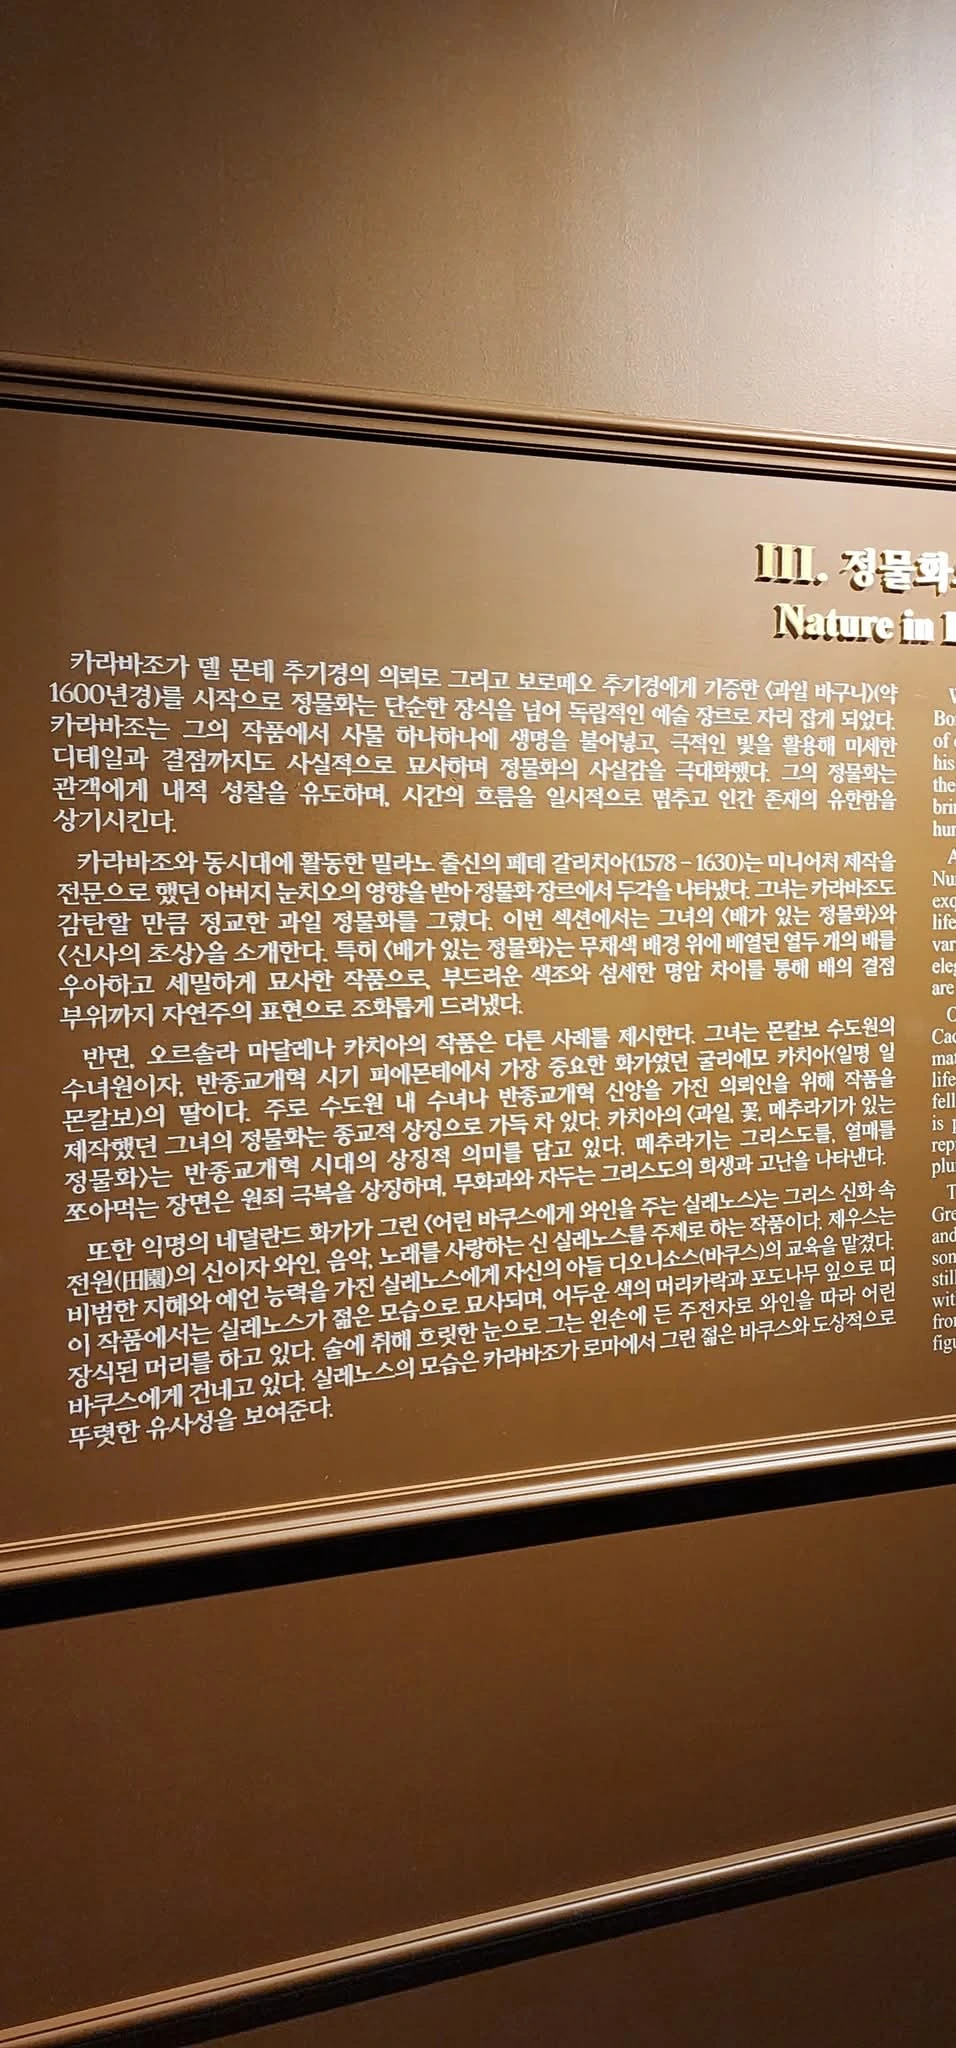 III. 정물화
Nature in
카라바조가 델 몬테 추기경의 의뢰로 그리고 보로메오 추기경에게 기증한 〈과일 바구니〉(약
1600년경)를 시작으로 정물화는 단순한 장식을 넘어 독립적인 예술 장르로 자리 잡게 되었다.
카라바조는 그의 작품에서 사물 하나하나에 생명을 불어넣고, 극적인 빛을 활용해 미세한
디테일과 결점까지도 사실적으로 묘사하며 정물화의 사실감을 극대화했다. 그의 정물화는
관객에게 내적 성찰을 유도하며, 시간의 흐름을 일시적으로 멈추고 인간 존재의 유한함을
상기시킨다.
카라바조와 동시대에 활동한 밀라노 출신의 페데 갈리치아(1578 – 1630)는 미니어처 제작을
전문으로 했던 아버지 눈치오의 영향을 받아 정물화 장르에서 두각을 나타냈다. 그녀는 카라바조도
감탄할 만큼 정교한 과일 정물화를 그렸다. 이번 섹션에서는 그녀의 〈배가 있는 정물화〉와
〈신사의 초상〉을 소개한다. 특히 〈배가 있는 정물화〉는 무채색 배경 위에 배열된 열두 개의 배를
우아하고 세밀하게 묘사한 작품으로, 부드러운 색조와 섬세한 명암 차이를 통해 배의 결점
부위까지 자연주의 표현으로 조화롭게 드러냈다.
반면, 오르솔라 마달레나 카치아의 작품은 다른 사례를 제시한다. 그녀는 몬칼보 수도원의
수녀원이자, 반종교개혁 시기 피에몬테에서 가장 중요한 화가였던 굴리에모 카치아(일명 일
몬칼보)의 딸이다. 주로 수도원 내 수녀나 반종교개혁 신앙을 가진 의뢰인을 위해 작품을
제작했던 그녀의 정물화는 종교적 상징으로 가득 차 있다. 카치아의 〈과일, 꽃, 메추라기가 있는
정물화〉는 반종교개혁 시대의 상징적 의미를 담고 있다. 메추라기는 그리스도를, 열매를
쪼아먹는 장면은 원죄 극복을 상징하며, 무화과와 자두는 그리스도의 희생과 고난을 나타낸다.
또한 익명의 네덜란드 화가가 그린 〈어린 바쿠스에게 와인을 주는 실레노스〉는 그리스 신화 속
전원(田園)의 신이자 와인, 음악, 노래를 사랑하는 신 실레노스를 주제로 하는 작품이다. 제우스는
비범한 지혜와 예언 능력을 가진 실레노스에게 자신의 아들 디오니소스(바쿠스)의 교육을 맡겼다.
이 작품에서는 실레노스가 젊은 모습으로 묘사되며, 어두운 색의 머리카락과 포도나무 잎으로 띠
장식된 머리를 하고 있다. 술에 취해 흐릿한 눈으로 그는 왼손에 든 주전자로 와인을 따라 어린
바쿠스에게 건네고 있다. 실레노스의 모습은 카라바조가 로마에서 그린 젊은 바쿠스와 도상적으로
뚜렷한 유사성을 보여준다.
of
his
the
life
are
life
is
and
still